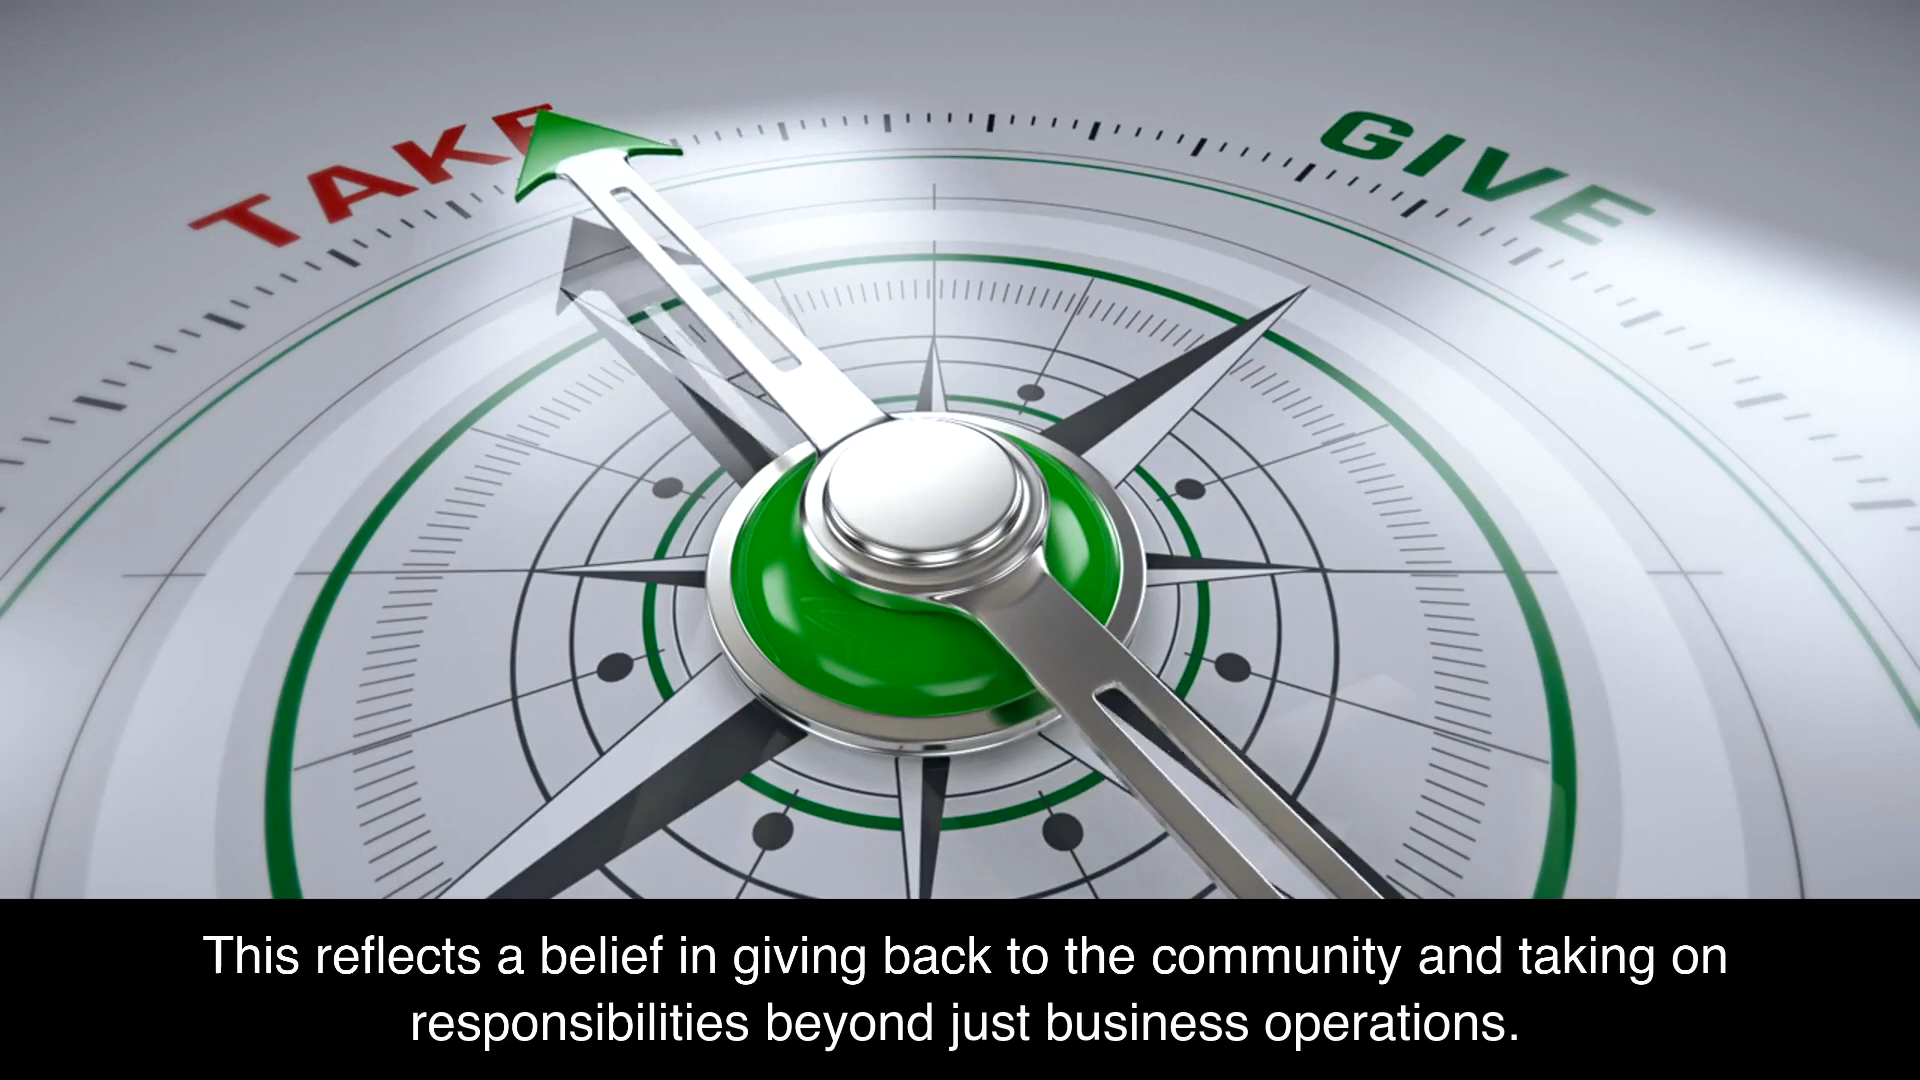 TAKE
GIVE
This reflects a belief in giving back to the community and taking on
responsibilities beyond just business operations.